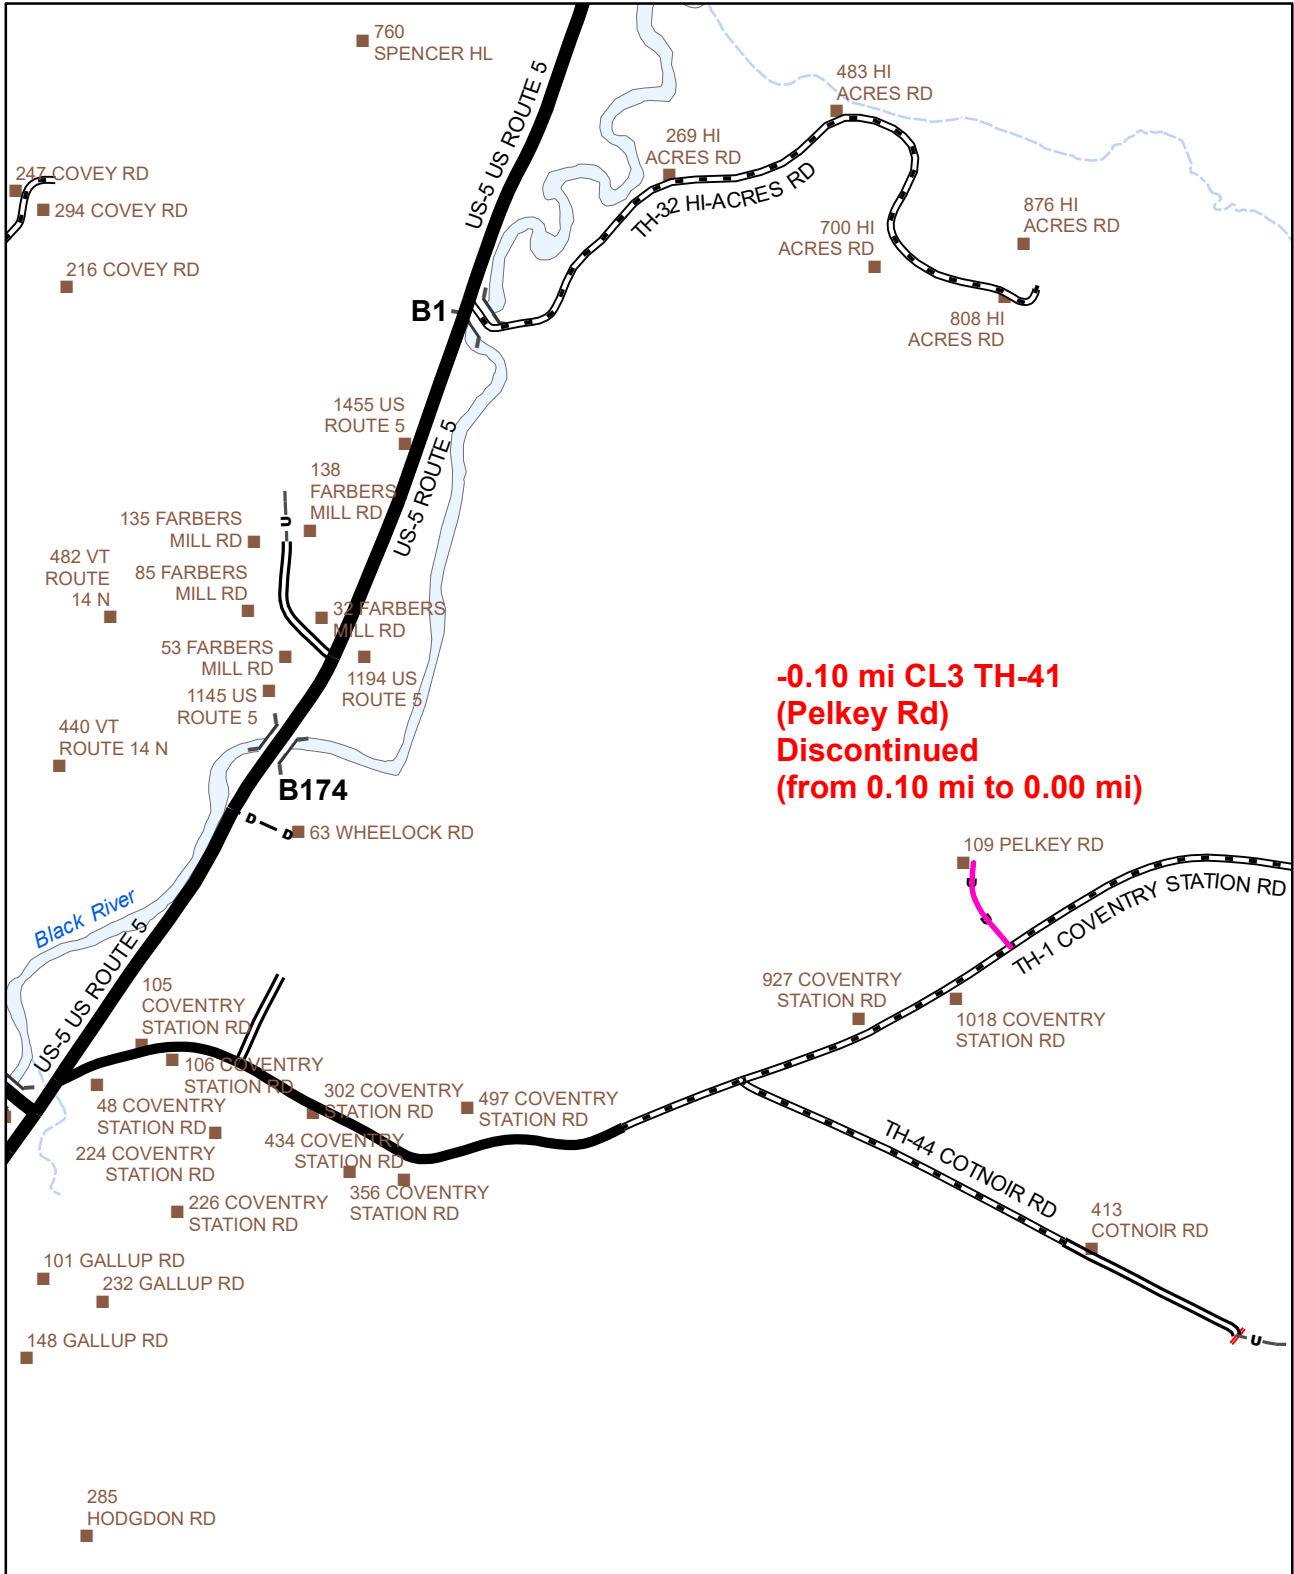 760
SPENCER HL
US-5 US ROUTE 5
483 HI
ACRES RD
269 HI
ACRES RD
TH-32 HI-ACRES RD
247 COVEY RD
294 COVEY RD
216 COVEY RD
700 HI
ACRES RD
876 HI
ACRES RD
808 HI
ACRES RD
B1
1455 US
ROUTE 5
US-5 ROUTE 5
138
FARBERS
MILL RD
U
135 FARBERS
MILL RD
482 VT
ROUTE
14 N
85 FARBERS
MILL RD
32 FARBERS
MILL RD
53 FARBERS
MILL RD
1194 US
ROUTE 5
1145 US
ROUTE 5
440 VT
ROUTE 14 N
-0.10 mi CL3 TH-41
(Pelkey Rd)
Discontinued
(from 0.10 mi to 0.00 mi)
B174
D
D
63 WHEELOCK RD
109 PELKEY RD
U
U
TH-1 COVENTRY STATION RD
Black River
US-5 US ROUTE 5
105
COVENTRY
STATION RD
927 COVENTRY
STATION RD
1018 COVENTRY
STATION RD
106 COVENTRY
STATION RD
48 COVENTRY
STATION RD
302 COVENTRY
STATION RD
497 COVENTRY
STATION RD
224 COVENTRY
STATION RD
434 COVENTRY
STATION RD
356 COVENTRY
STATION RD
226 COVENTRY
STATION RD
TH-44 COTNOIR RD
413
COTNOIR RD
101 GALLUP RD
232 GALLUP RD
148 GALLUP RD
U
285
HODGDON RD